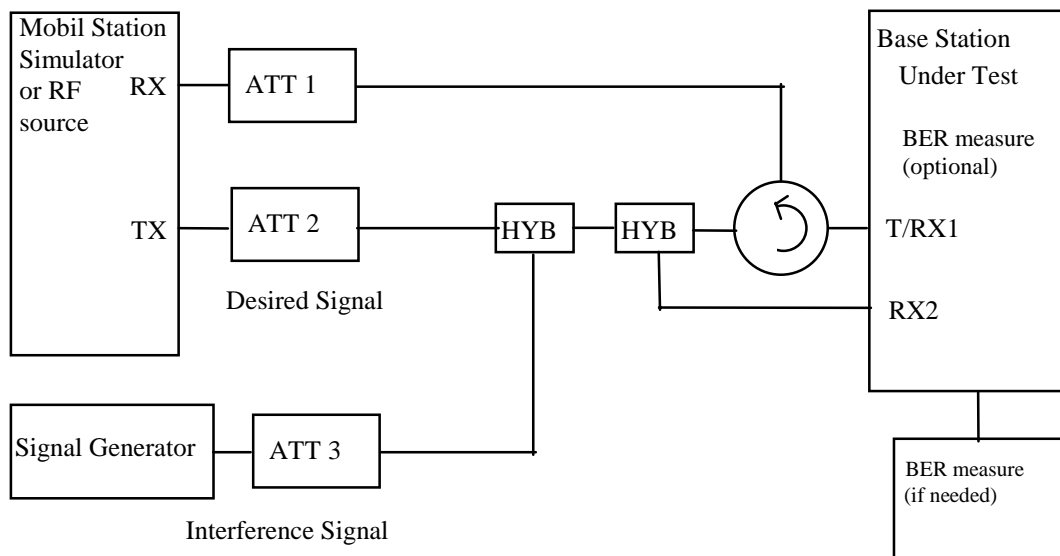 Mobil Station
Simulator
or RF
source
RX
TX
ATT 1
ATT 2
Desired Signal
HYB
HYB
Base Station
Under Test
BER measure
(optional)
T/RX1
RX2
Signal Generator
ATT 3
Interference Signal
BER measure
(if needed)